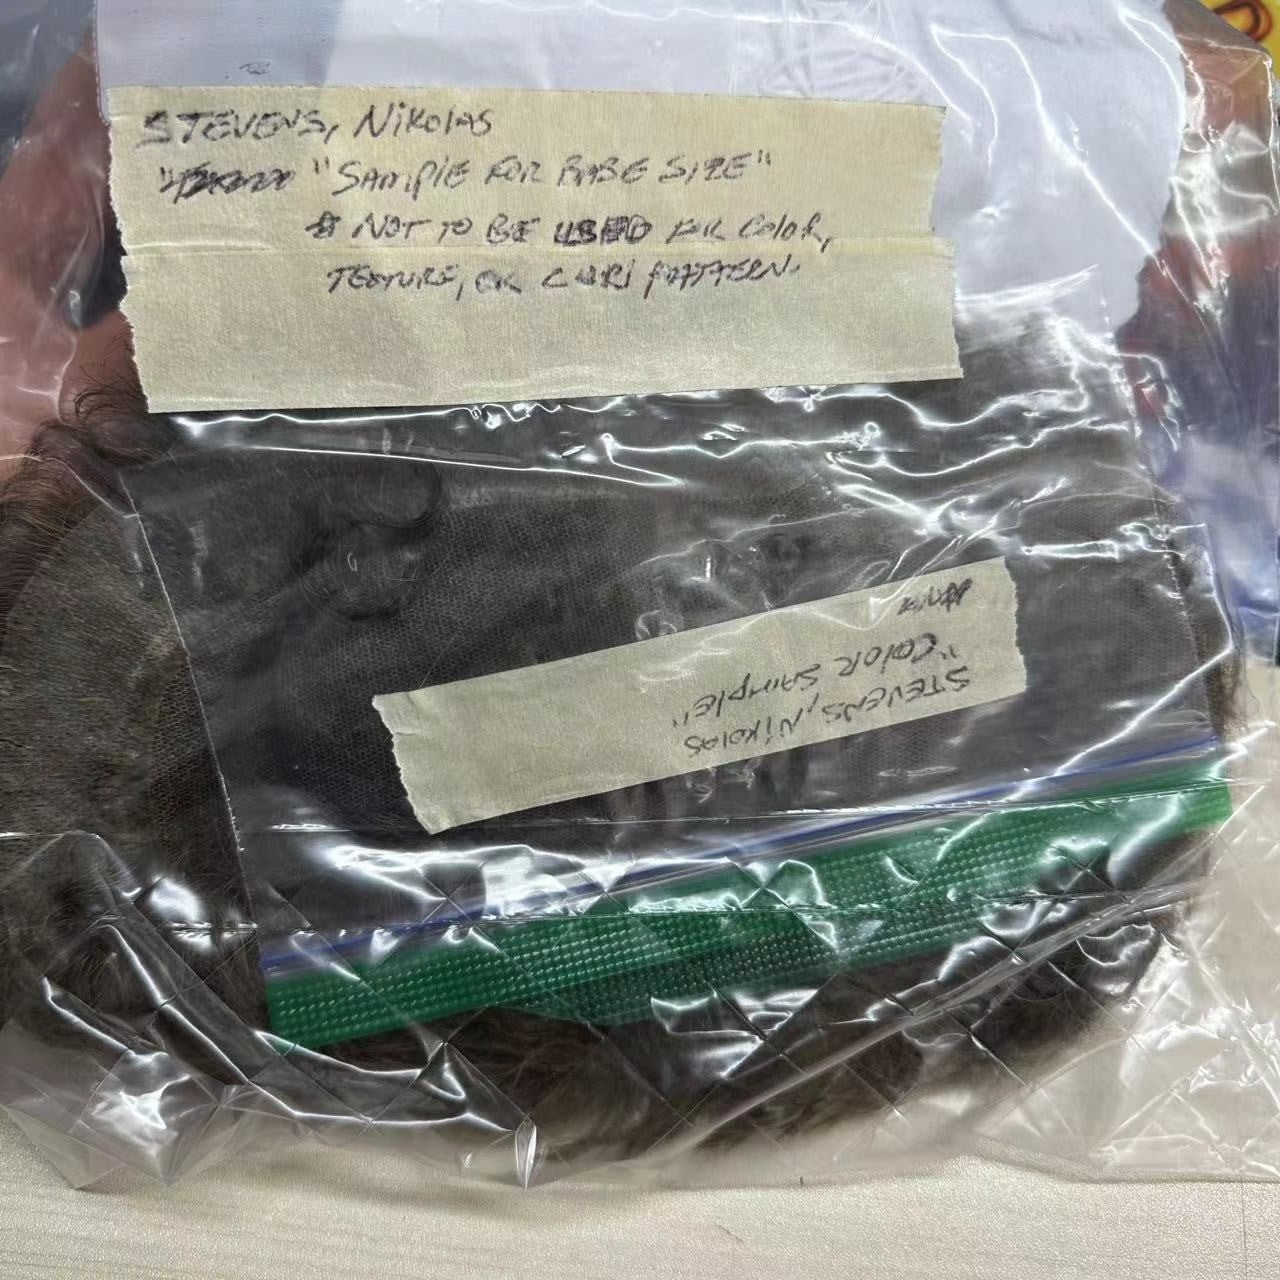 STEVENS, NiKolAS
"SAMPlE FOR BASE SIZE"
* NOT TO BE USED FOR ColoR,
TEXTURE, OR CURl PATTERN.
STEVENS, NiKolAS
"ColoR SAMPlE"